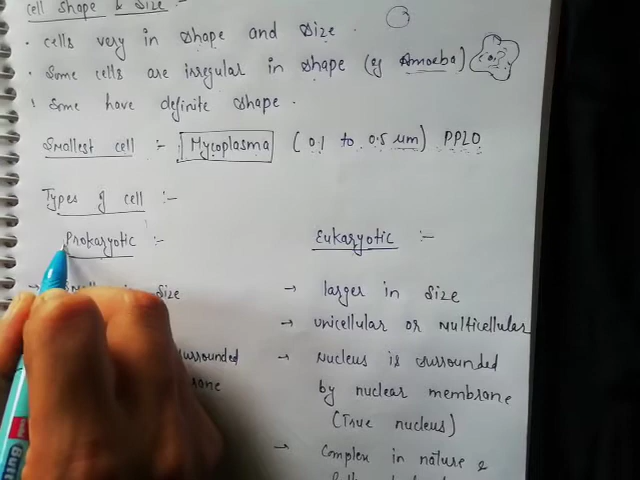 Cell Shape & Size :-
· Cells very in shape and size .
· Some cells are irregular in shape (eg Amoeba)
· Some have definite shape .
Smallest cell :- Mycoplasma (0.1 to 0.5 µm) PPLO
Types of cell :-
Prokaryotic :-
size
surrounded
Eukaryotic :-
→ larger in size
→ unicellular or Multicellular
→ Nucleus is surrounded
by nuclear membrane
(True nucleus)
→ Complex in nature &